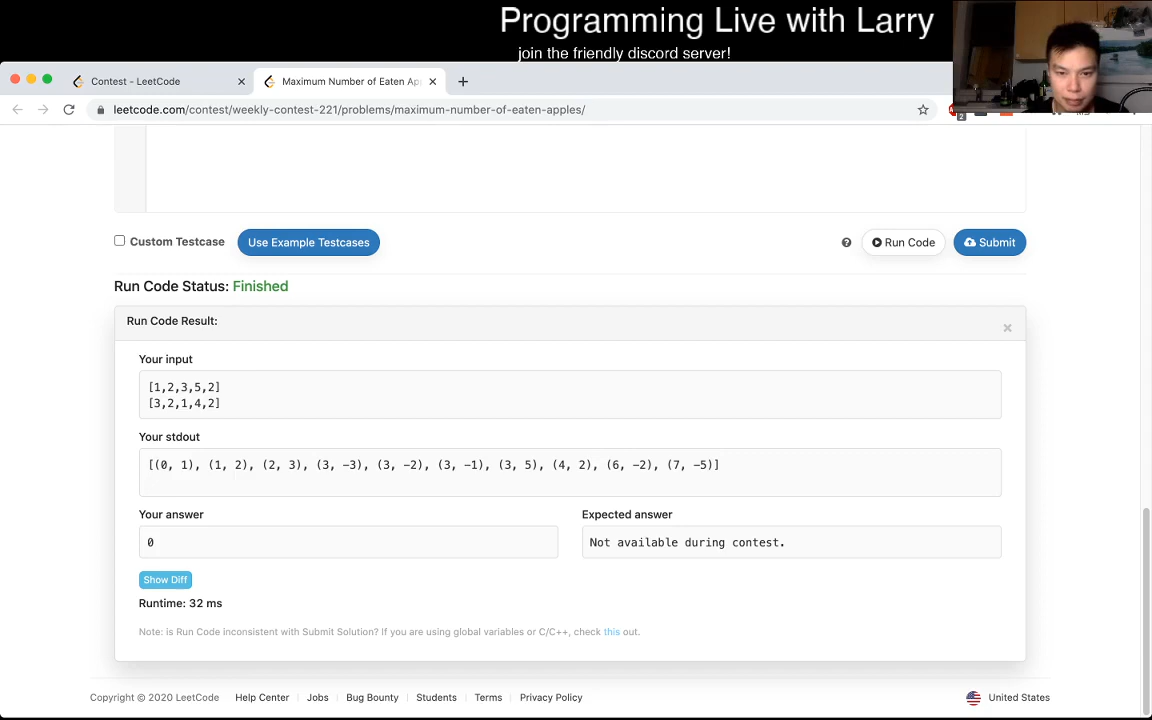 Programming Live with Larry
join the friendly discord server!
Contest - LeetCode
Maximum Number of Eaten Ap
leetcode.com/contest/weekly-contest-221/problems/maximum-number-of-eaten-apples/
2
Custom Testcase
Use Example Testcases
Run Code
Submit
Run Code Status: Finished
Run Code Result:
Your input
[1,2,3,5,2]
[3,2,1,4,2]
Your stdout
[(0, 1), (1, 2), (2, 3), (3, -3), (3, -2), (3, -1), (3, 5), (4, 2), (6, -2), (7, -5)]
Your answer
Expected answer
0
Not available during contest.
Show Diff
Runtime: 32 ms
Note: is Run Code inconsistent with Submit Solution? If you are using global variables or C/C++, check this out.
Copyright © 2020 LeetCode Help Center Jobs Bug Bounty Students Terms Privacy Policy United States